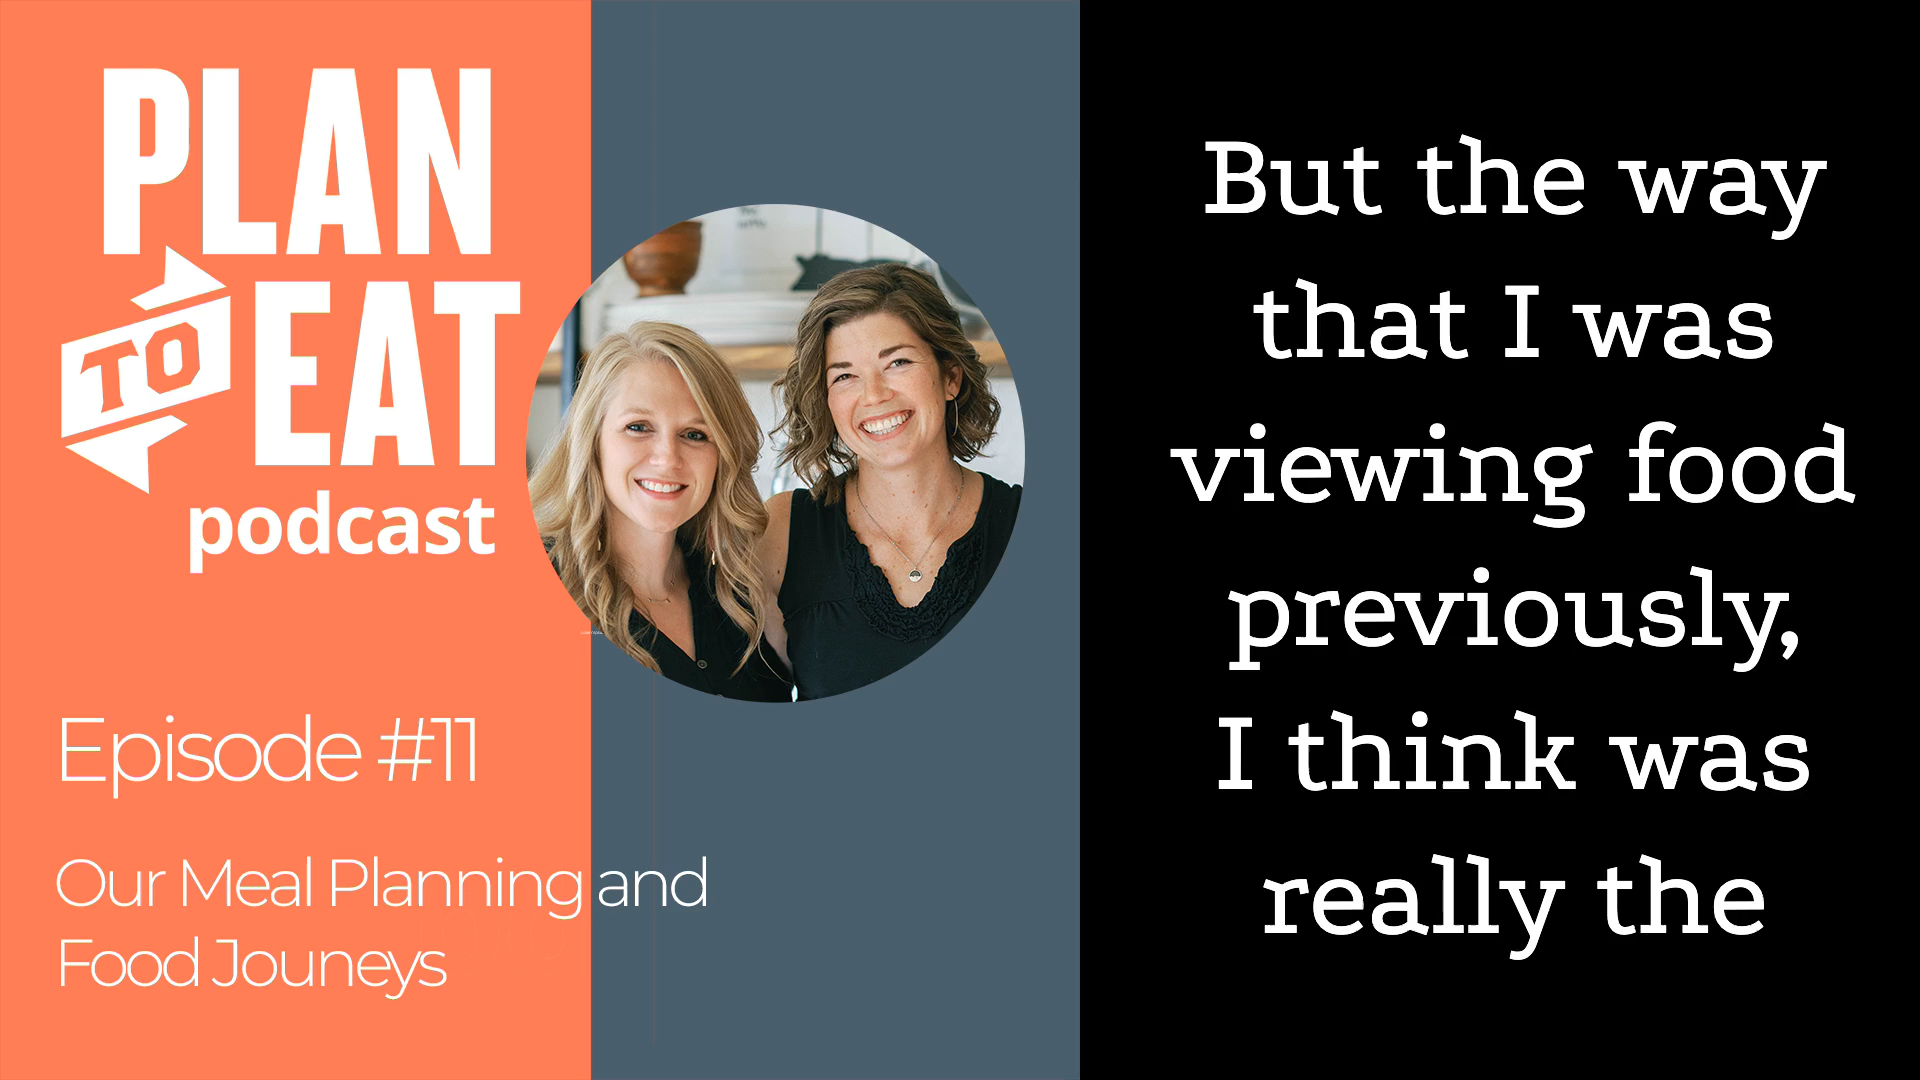 PLAN
TO
EAT
podcast
Episode #11
Our Meal Planning and
Food Jouneys
But the way
that I was
viewing food
previously,
I think was
really the